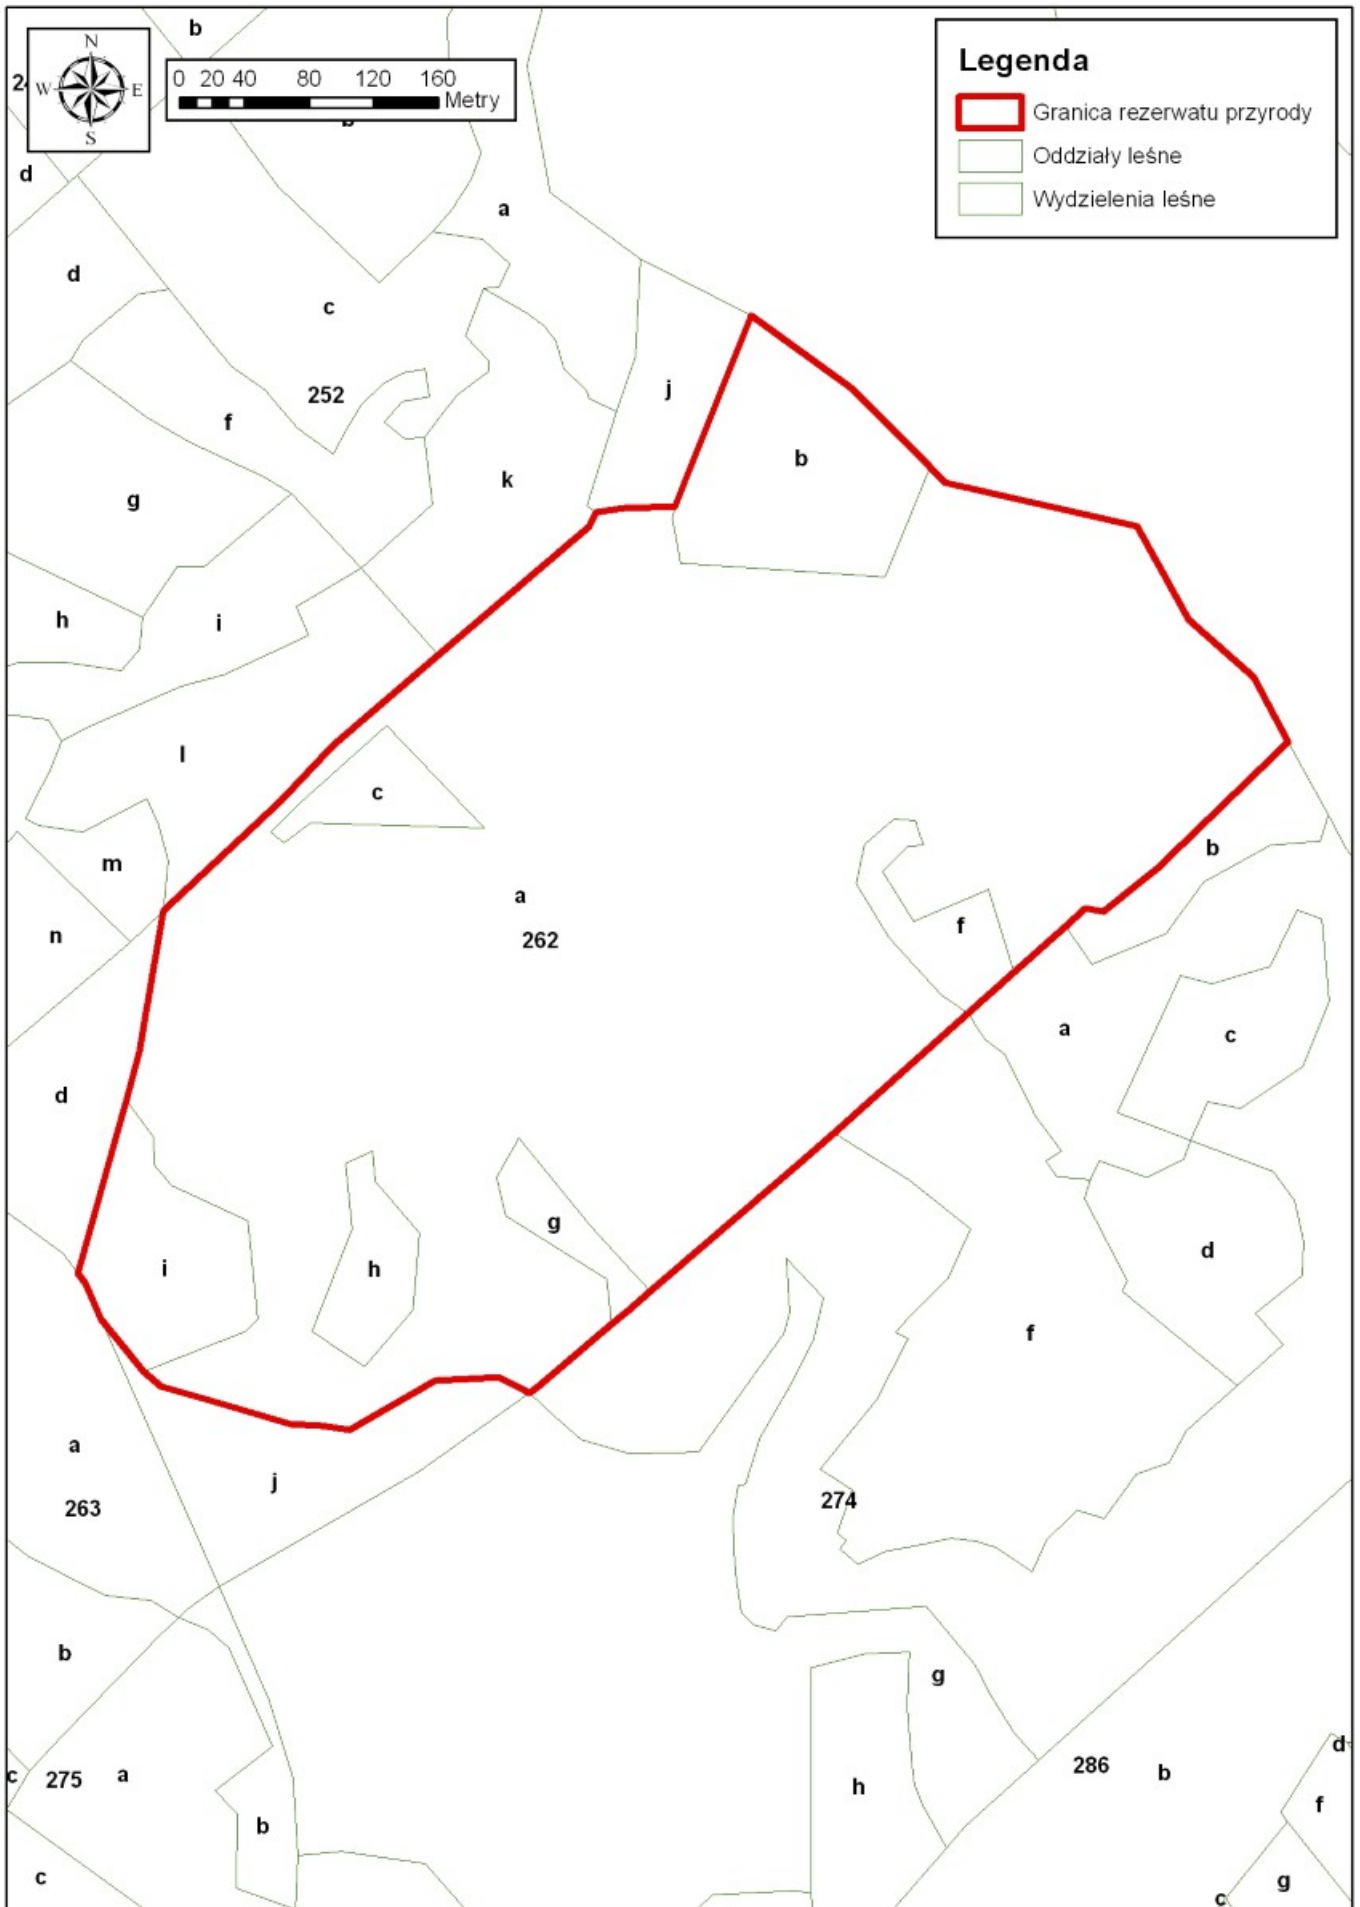 b
N
W
E
S
0 20 40 80 120 160
Metry
Legenda
Granica rezerwatu przyrody
Oddziały leśne
Wydzielenia leśne
d
a
d
c
j
252
f
b
k
g
h
i
l
c
b
m
a
f
n
262
a
c
d
g
d
i
h
f
a
j
274
263
b
g
286
b
d
c
275
a
h
f
b
c
g
c